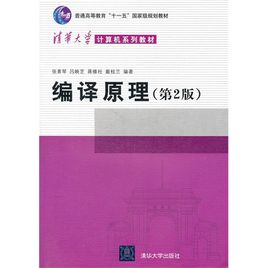 普通高等教育“十一五”国家级规划教材
清华大学 计算机系列教材
张素琴 吕映芝 蒋维杜 戴桂兰 编著
编译原理（第2版）
清华大学出版社